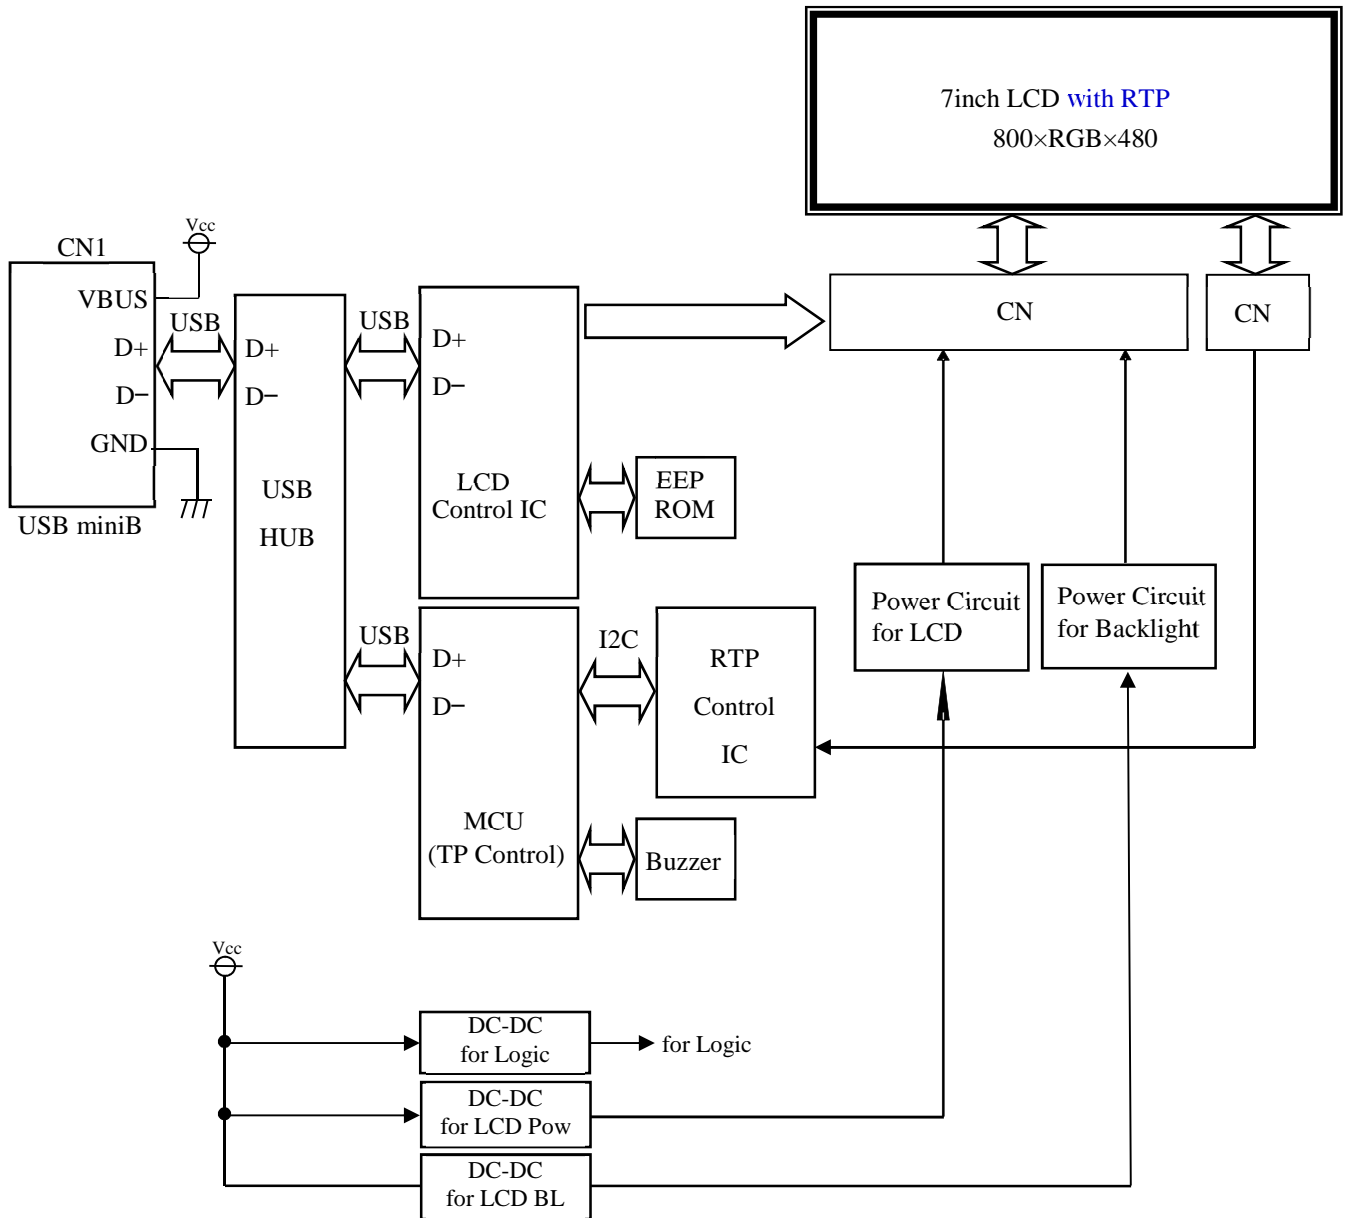 7inch LCD with RTP
800×RGB×480
Vcc
CN1
VBUS
D+
D−
GND
USB miniB
USB
D+
D−
USB
HUB
USB
D+
D−
LCD
Control IC
EEP
ROM
CN
CN
Power Circuit
for LCD
Power Circuit
for Backlight
USB
D+
D−
MCU
(TP Control)
I2C
RTP
Control
IC
Buzzer
Vcc
DC-DC
for Logic
for Logic
DC-DC
for LCD Pow
DC-DC
for LCD BL